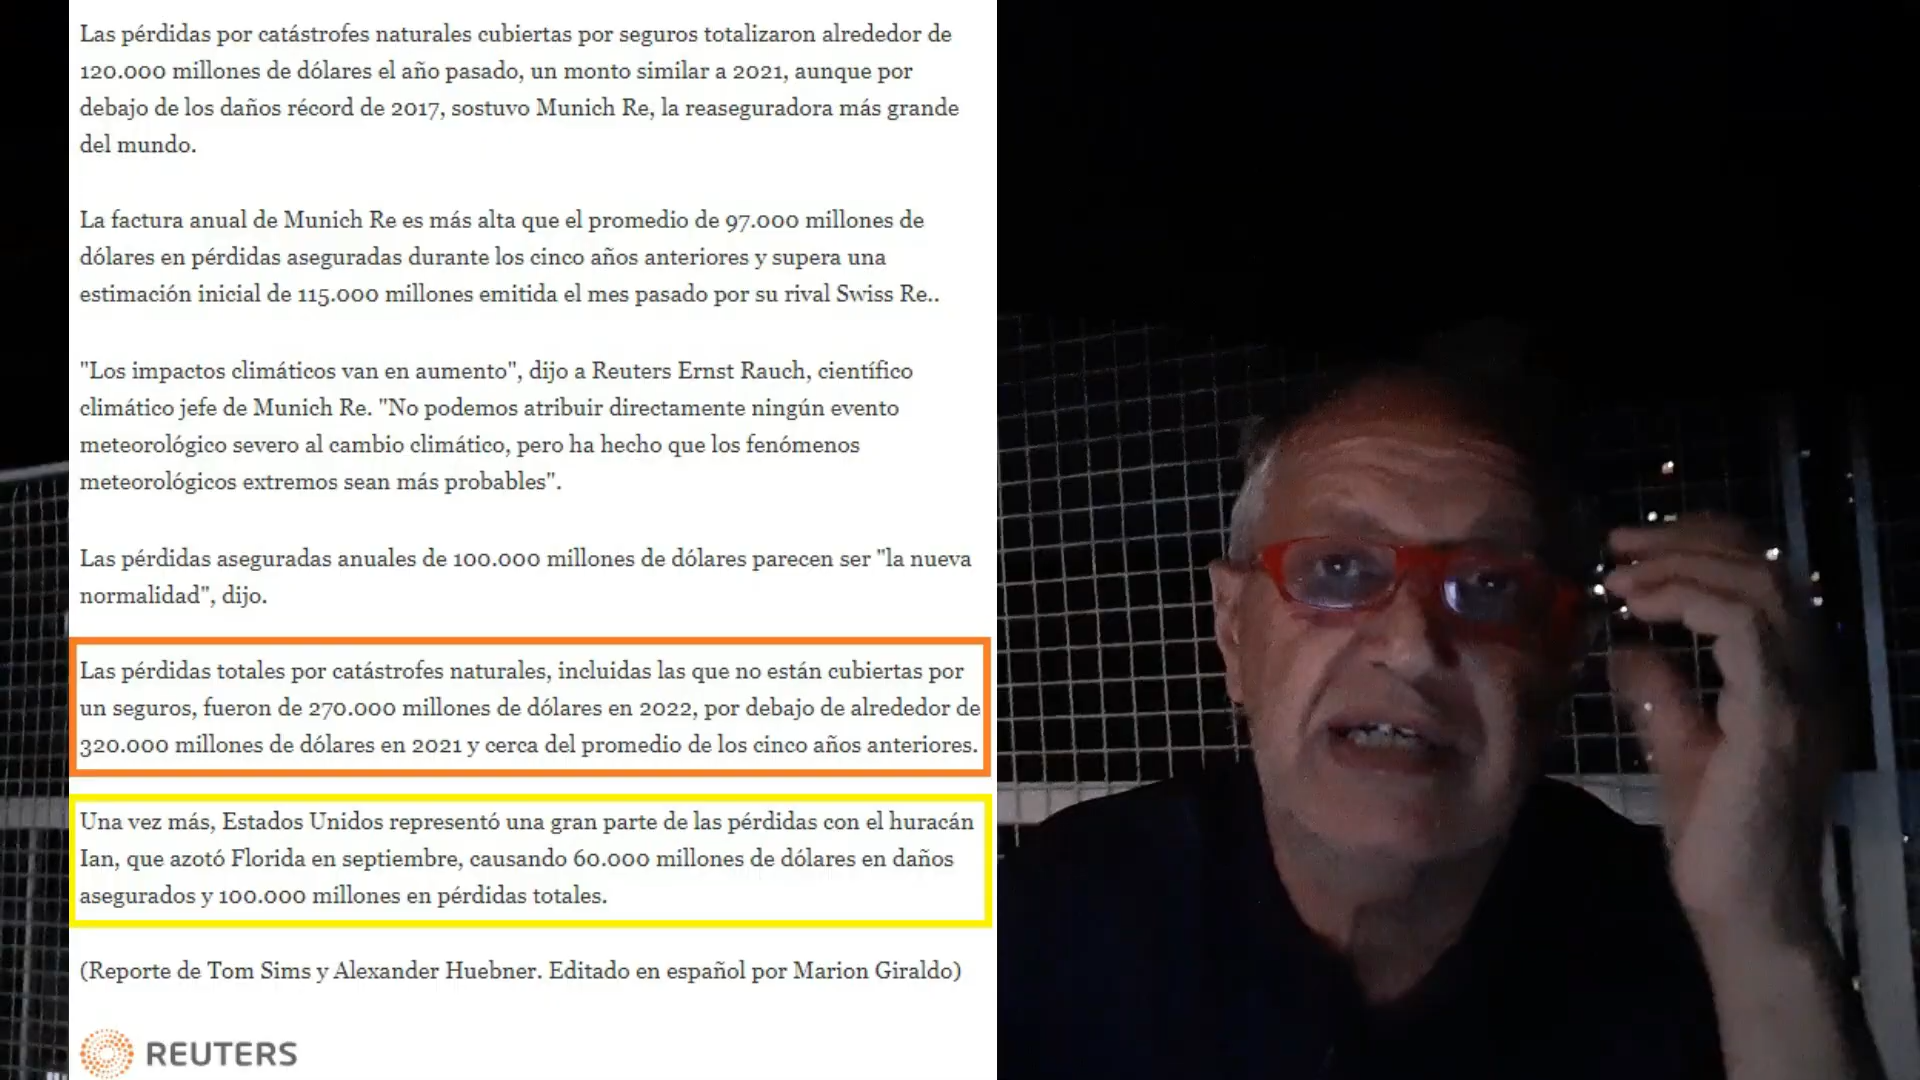 Las pérdidas por catástrofes naturales cubiertas por seguros totalizaron alrededor de
120.000 millones de dólares el año pasado, un monto similar a 2021, aunque por
debajo de los daños récord de 2017, sostuvo Munich Re, la reaseguradora más grande
del mundo.
La factura anual de Munich Re es más alta que el promedio de 97.000 millones de
dólares en pérdidas aseguradas durante los cinco años anteriores y supera una
estimación inicial de 115.000 millones emitida el mes pasado por su rival Swiss Re..
"Los impactos climáticos van en aumento", dijo a Reuters Ernst Rauch, científico
climático jefe de Munich Re. "No podemos atribuir directamente ningún evento
meteorológico severo al cambio climático, pero ha hecho que los fenómenos
meteorológicos extremos sean más probables".
Las pérdidas aseguradas anuales de 100.000 millones de dólares parecen ser "la nueva
normalidad", dijo.
Las pérdidas totales por catástrofes naturales, incluidas las que no están cubiertas por
un seguros, fueron de 270.000 millones de dólares en 2022, por debajo de alrededor de
320.000 millones de dólares en 2021 y cerca del promedio de los cinco años anteriores.
Una vez más, Estados Unidos representó una gran parte de las pérdidas con el huracán
Ian, que azotó Florida en septiembre, causando 60.000 millones de dólares en daños
asegurados y 100.000 millones en pérdidas totales.
(Reporte de Tom Sims y Alexander Huebner. Editado en español por Marion Giraldo)
REUTERS